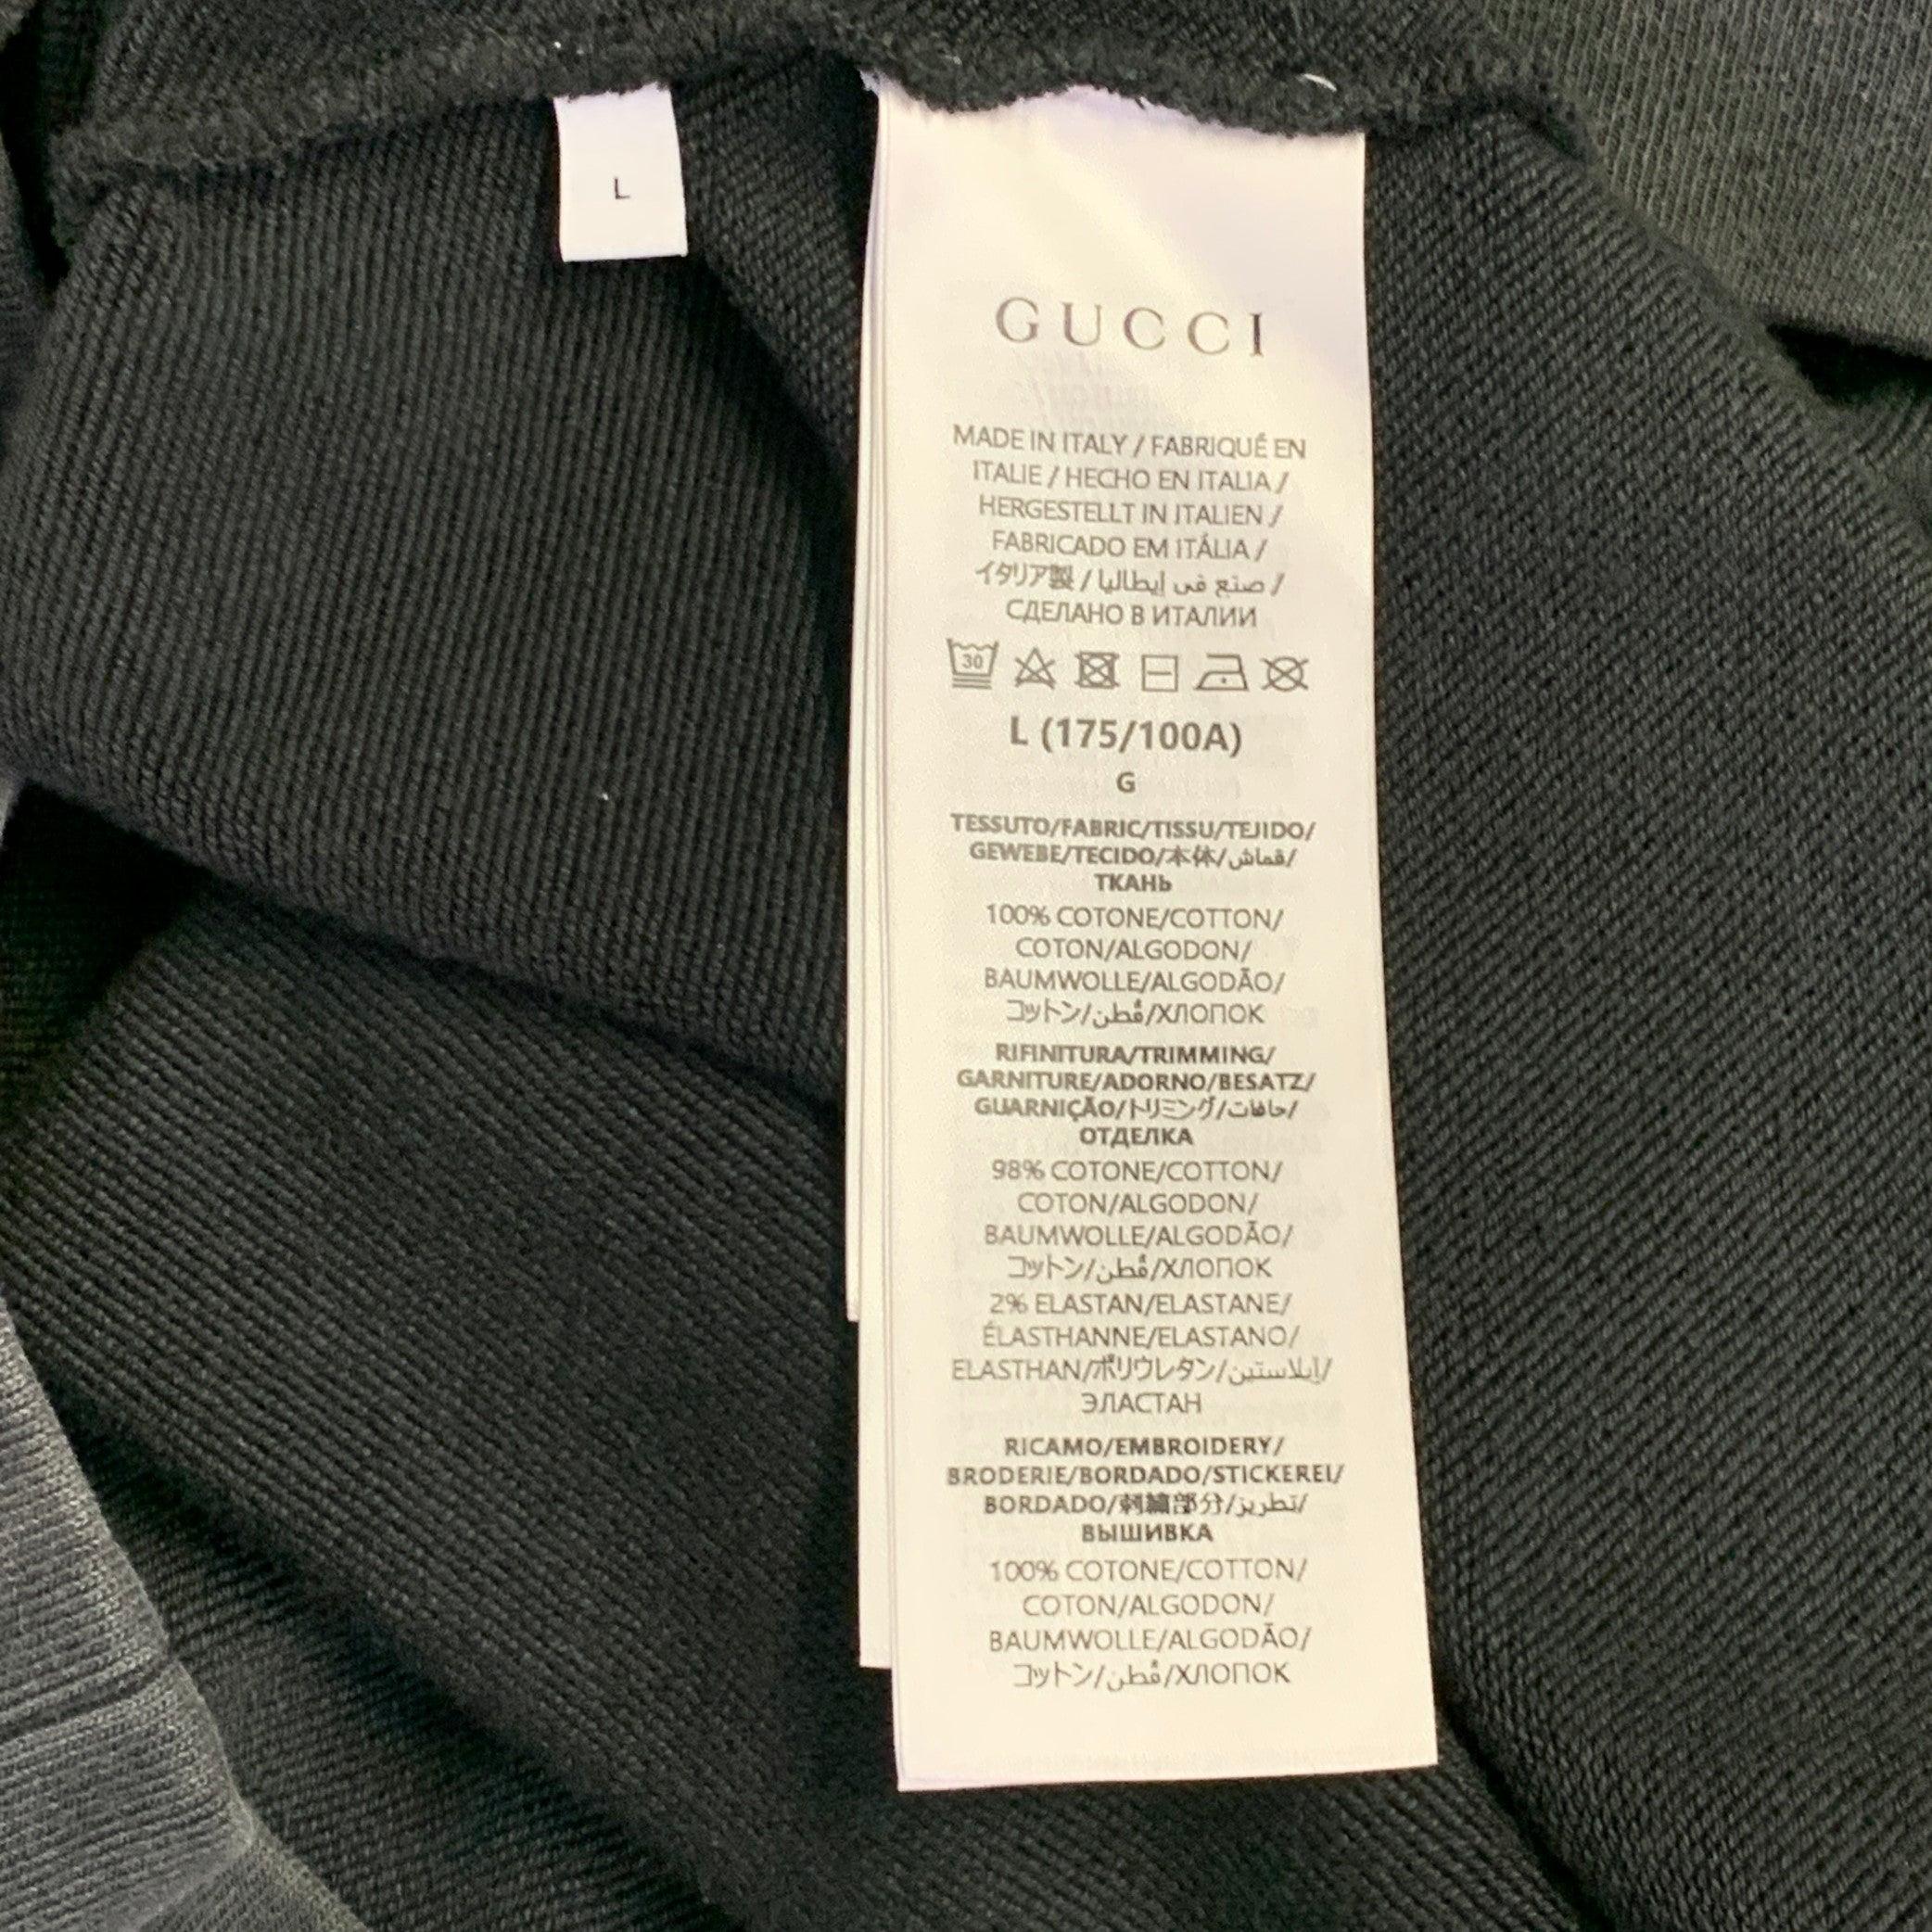 L
GUCCI
MADE IN ITALY / FABRIQUÉ EN
ITALIE / HECHO EN ITALIA /
HERGESTELLT IN ITALIEN /
FABRICADO EM ITÁLIA /
イタリア製 / صنع في إيطاليا /
СДЕЛАНО В ИТАЛИИ
30
L (175/100A)
G
TESSUTO/FABRIC/TISSU/TEJIDO/
GEWEBE/TECIDO/本体/قماش/
ТКАНЬ
100% COTONE/COTTON/
COTON/ALGODON/
BAUMWOLLE/ALGODÃO/
コットン/قُطن/ХЛОПОК
RIFINITURA/TRIMMING/
GARNITURE/ADORNO/BESATZ/
GUARNIÇÃO/トリミング/حافات/
ОТДЕЛКА
98% COTONE/COTTON/
COTON/ALGODON/
BAUMWOLLE/ALGODÃO/
コットン/قُطن/ХЛОПОК
2% ELASTAN/ELASTANE/
ÉLASTHANNE/ELASTANO/
ELASTHAN/ポリウレタン/إيلاستين/
ЭЛАСТАН
RICAMO/EMBROIDERY/
BRODERIE/BORDADO/STICKEREI/
BORDADO/刺繍部分/تطريز/
ВЫШИВКА
100% COTONE/COTTON/
COTON/ALGODON/
BAUMWOLLE/ALGODÃO/
コットン/قُطن/ХЛОПОК